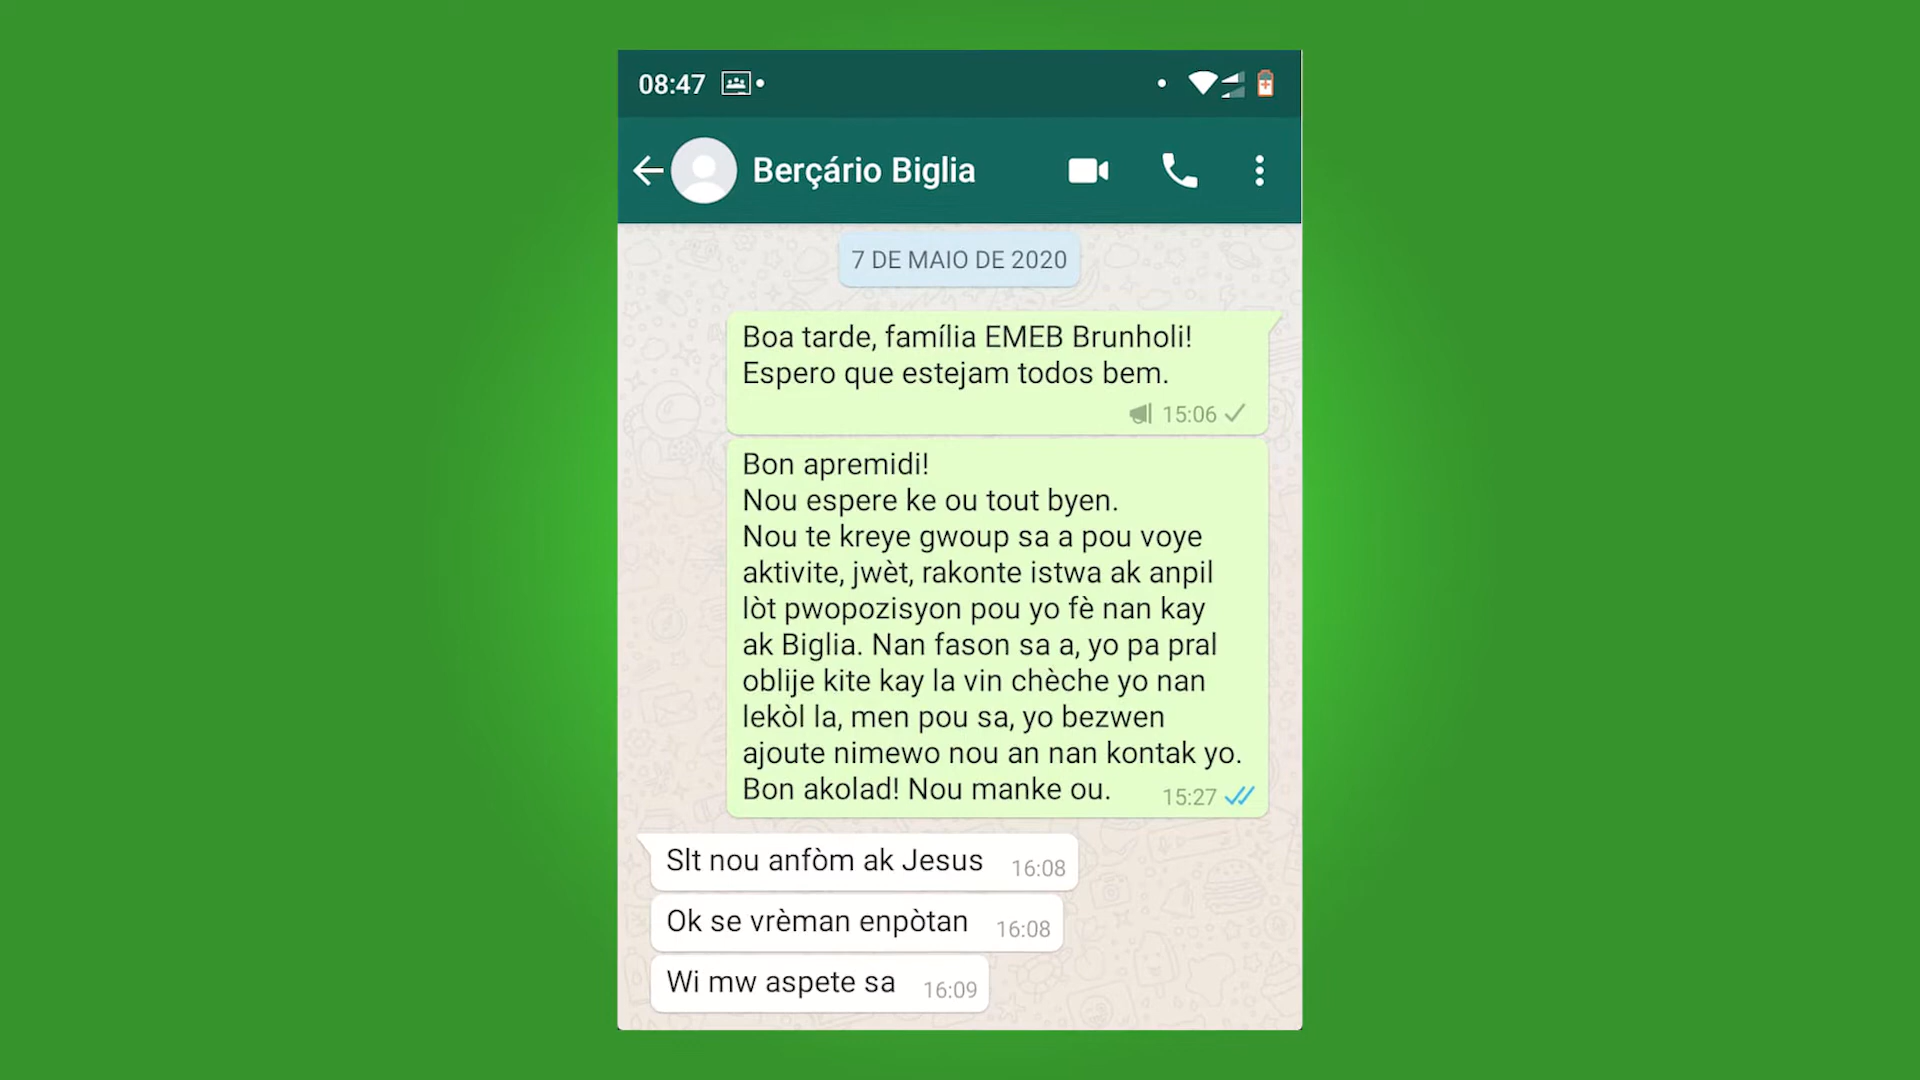 08:47
Berçário Biglia
7 DE MAIO DE 2020
Boa tarde, família EMEB Brunholi!
Espero que estejam todos bem.
15:06
Bon apremidi!
Nou espere ke ou tout byen.
Nou te kreye gwoup sa a pou voye
aktivite, jwèt, rakonte istwa ak anpil
lòt pwopozisyon pou yo fè nan kay
ak Biglia. Nan fason sa a, yo pa pral
oblije kite kay la vin chèche yo nan
lekòl la, men pou sa, yo bezwen
ajoute nimewo nou an nan kontak yo.
Bon akolad! Nou manke ou. 15:27
Slt nou anfòm ak Jesus 16:08
Ok se vrèman enpòtan 16:08
Wi mw aspete sa 16:09